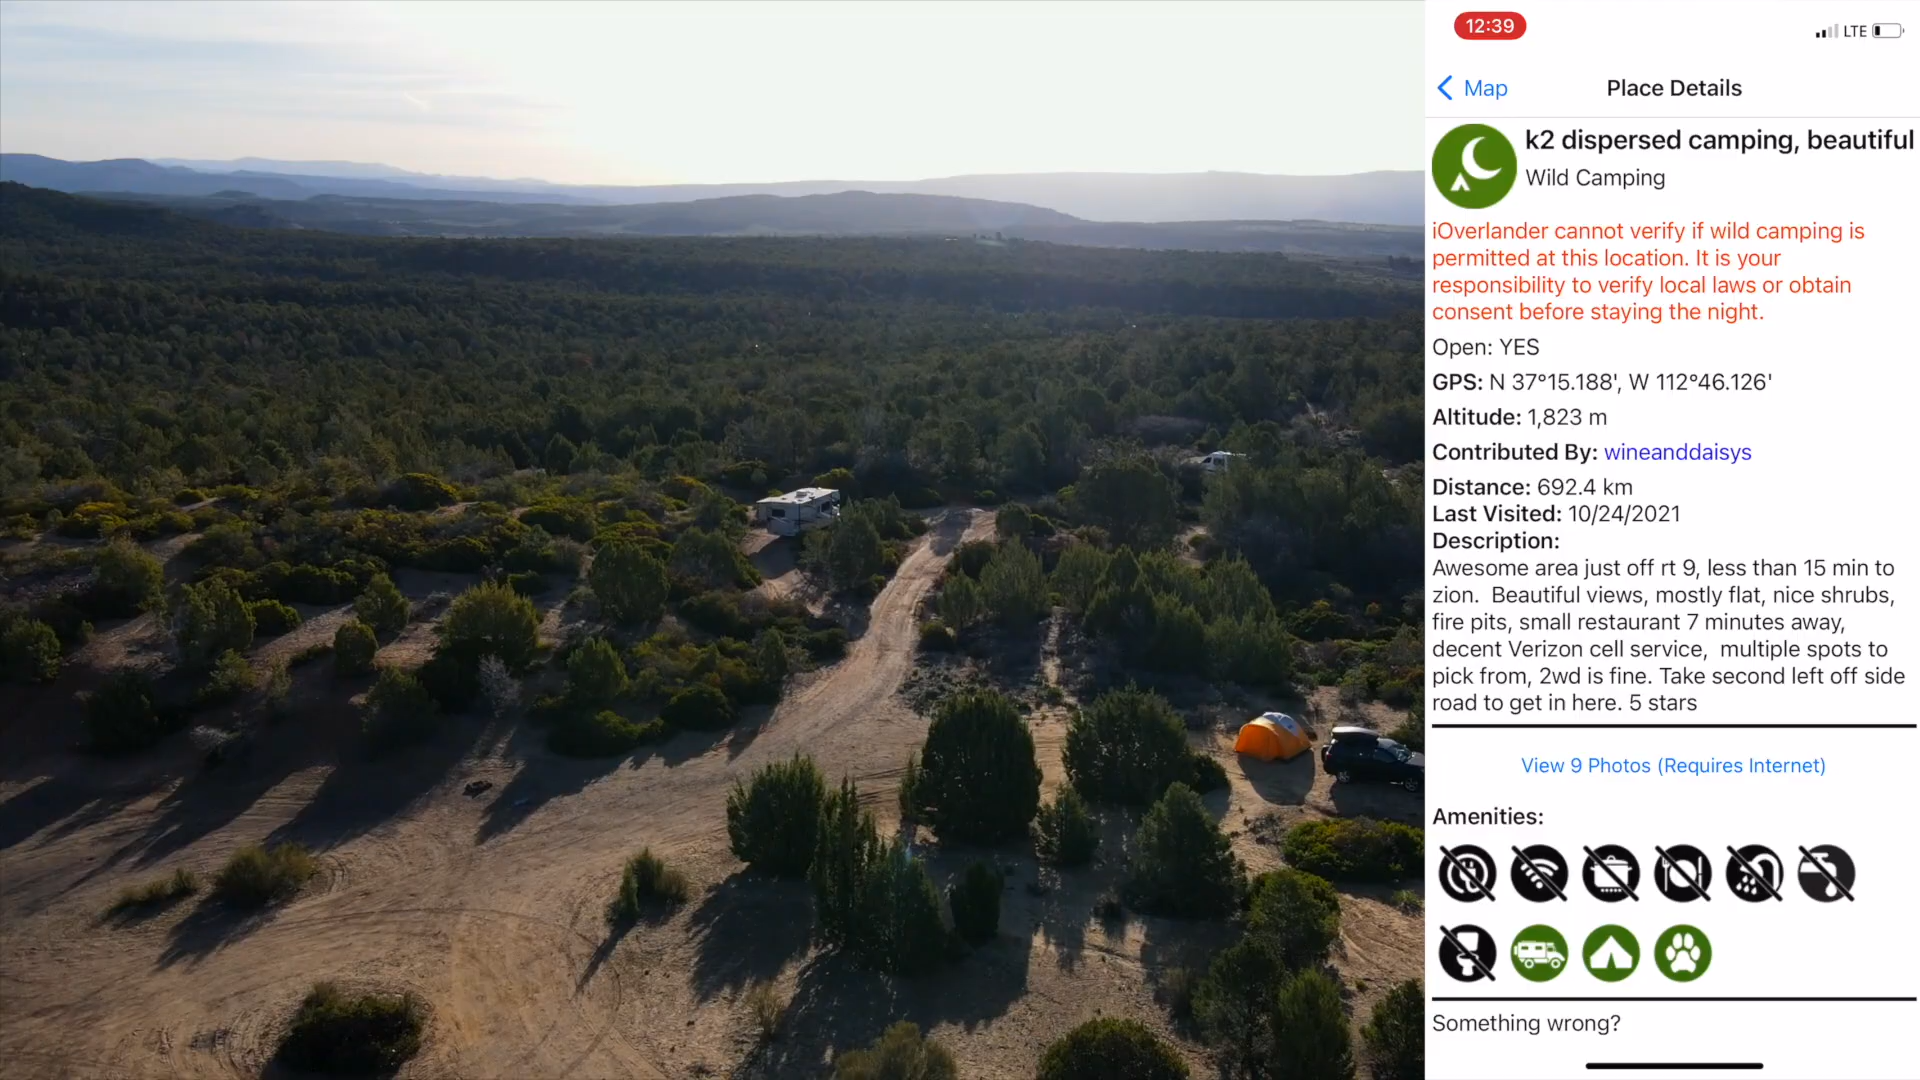 12:39
LTE
Map
Place Details
k2 dispersed camping, beautiful
Wild Camping
iOverlander cannot verify if wild camping is
permitted at this location. It is your
responsibility to verify local laws or obtain
consent before staying the night.
Open: YES
GPS: N 37°15.188', W 112°46.126'
Altitude: 1,823 m
Contributed By: wineanddaisys
Distance: 692.4 km
Last Visited: 10/24/2021
Description:
Awesome area just off rt 9, less than 15 min to
zion.  Beautiful views, mostly flat, nice shrubs,
fire pits, small restaurant 7 minutes away,
decent Verizon cell service,  multiple spots to
pick from, 2wd is fine. Take second left off side
road to get in here. 5 stars
View 9 Photos (Requires Internet)
Amenities:
Something wrong?